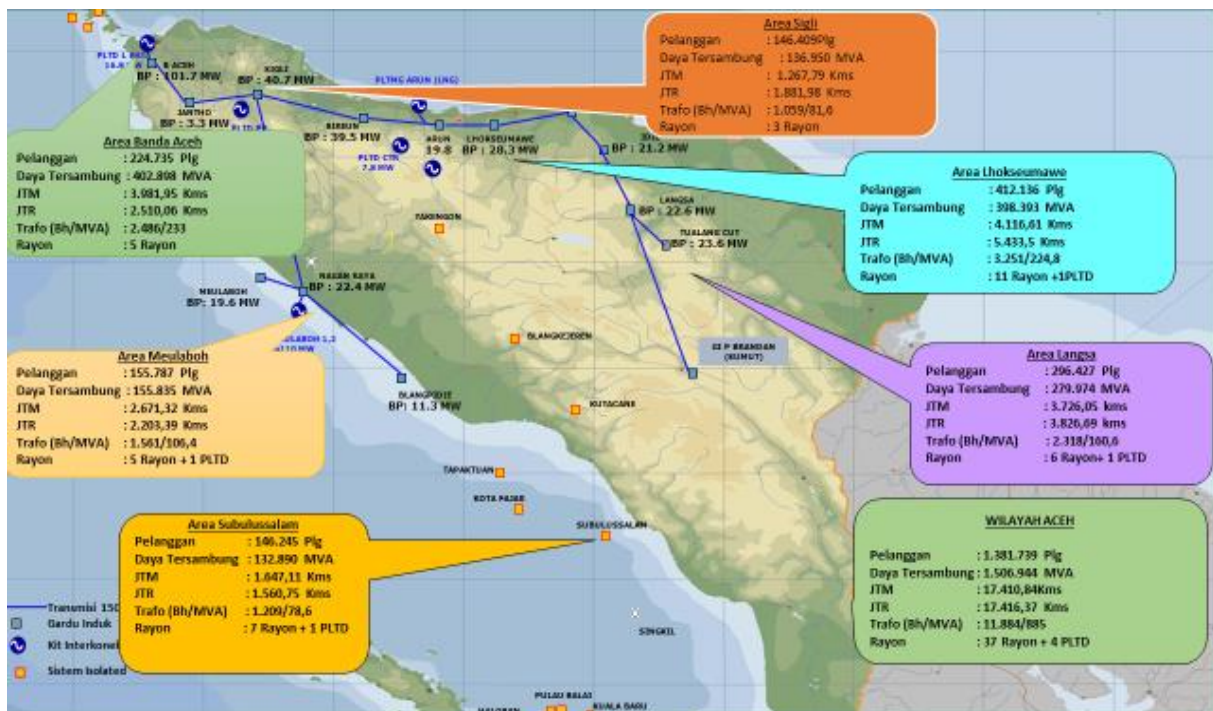 Area Sigli
Pelanggan : 146.409Plg
Daya Tersambung : 136.950 MVA
JTM : 1.267,79 Kms
JTR : 1.881,98 Kms
Trafo (Bh/MVA) : 1.059/81,6
Rayon : 3 Rayon
B ACEH
BP : 101.7 MW
SIGLI
BP : 40.7 MW
PLTMG ARUN (LNG)
JANTHO
BP : 3.3 MW
BIREUN
BP : 39.5 MW
ARUN
19.8
LHOKSEUMAWE
BP : 28.3 MW
BP : 21.2 MW
PLTD CTK
7.8 MW
Area Banda Aceh
Pelanggan : 224.735 Plg
Daya Tersambung : 402.898 MVA
JTM : 3.981,95 Kms
JTR : 2.510,06 Kms
Trafo (Bh/MVA) : 2.486/233
Rayon : 5 Rayon
Area Lhokseumawe
Pelanggan : 412.136 Plg
Daya Tersambung : 398.393 MVA
JTM : 4.116,61 Kms
JTR : 5.433,5 Kms
Trafo (Bh/MVA) : 3.251/224,8
Rayon : 11 Rayon +1PLTD
LANGSA
BP : 22.6 MW
TUALANG CUT
BP : 23.6 MW
TAKENGON
NAGAN RAYA
BP : 22.4 MW
MEULABOH
BP: 19.6 MW
BLANGKEJEREN
GI P BRANDAN
(SUMUT)
Area Meulaboh
Pelanggan : 155.787 Plg
Daya Tersambung : 155.835 MVA
JTM : 2.671,32 Kms
JTR : 2.203,39 Kms
Trafo (Bh/MVA) : 1.561/106,4
Rayon : 5 Rayon + 1 PLTD
Area Langsa
Pelanggan : 296.427 Plg
Daya Tersambung : 279.974 MVA
JTM : 3.726,05 kms
JTR : 3.826,69 kms
Trafo (Bh/MVA) : 2.318/160,6
Rayon : 6 Rayon+ 1 PLTD
BLANGPIDIE
BP: 11.3 MW
KUTACANE
TAPAKTUAN
KOTA FAJAR
SUBULUSSALAM
Area Subulussalam
Pelanggan : 146.245 Plg
Daya Tersambung : 132.890 MVA
JTM : 1.647,11 Kms
JTR : 1.560,75 Kms
Trafo (Bh/MVA) : 1.209/78,6
Rayon : 7 Rayon + 1 PLTD
WILAYAH ACEH
Pelanggan : 1.381.739 Plg
Daya Tersambung : 1.506.944 MVA
JTM : 17.410,84Kms
JTR : 17.416,37 Kms
Trafo (Bh/MVA) : 11.884/885
Rayon : 37 Rayon + 4 PLTD
Transmisi 150
Gardu Induk
Kit Interkonek
Sistem Isolated
SINGKIL
PULAU BALAI
KUALA BARU